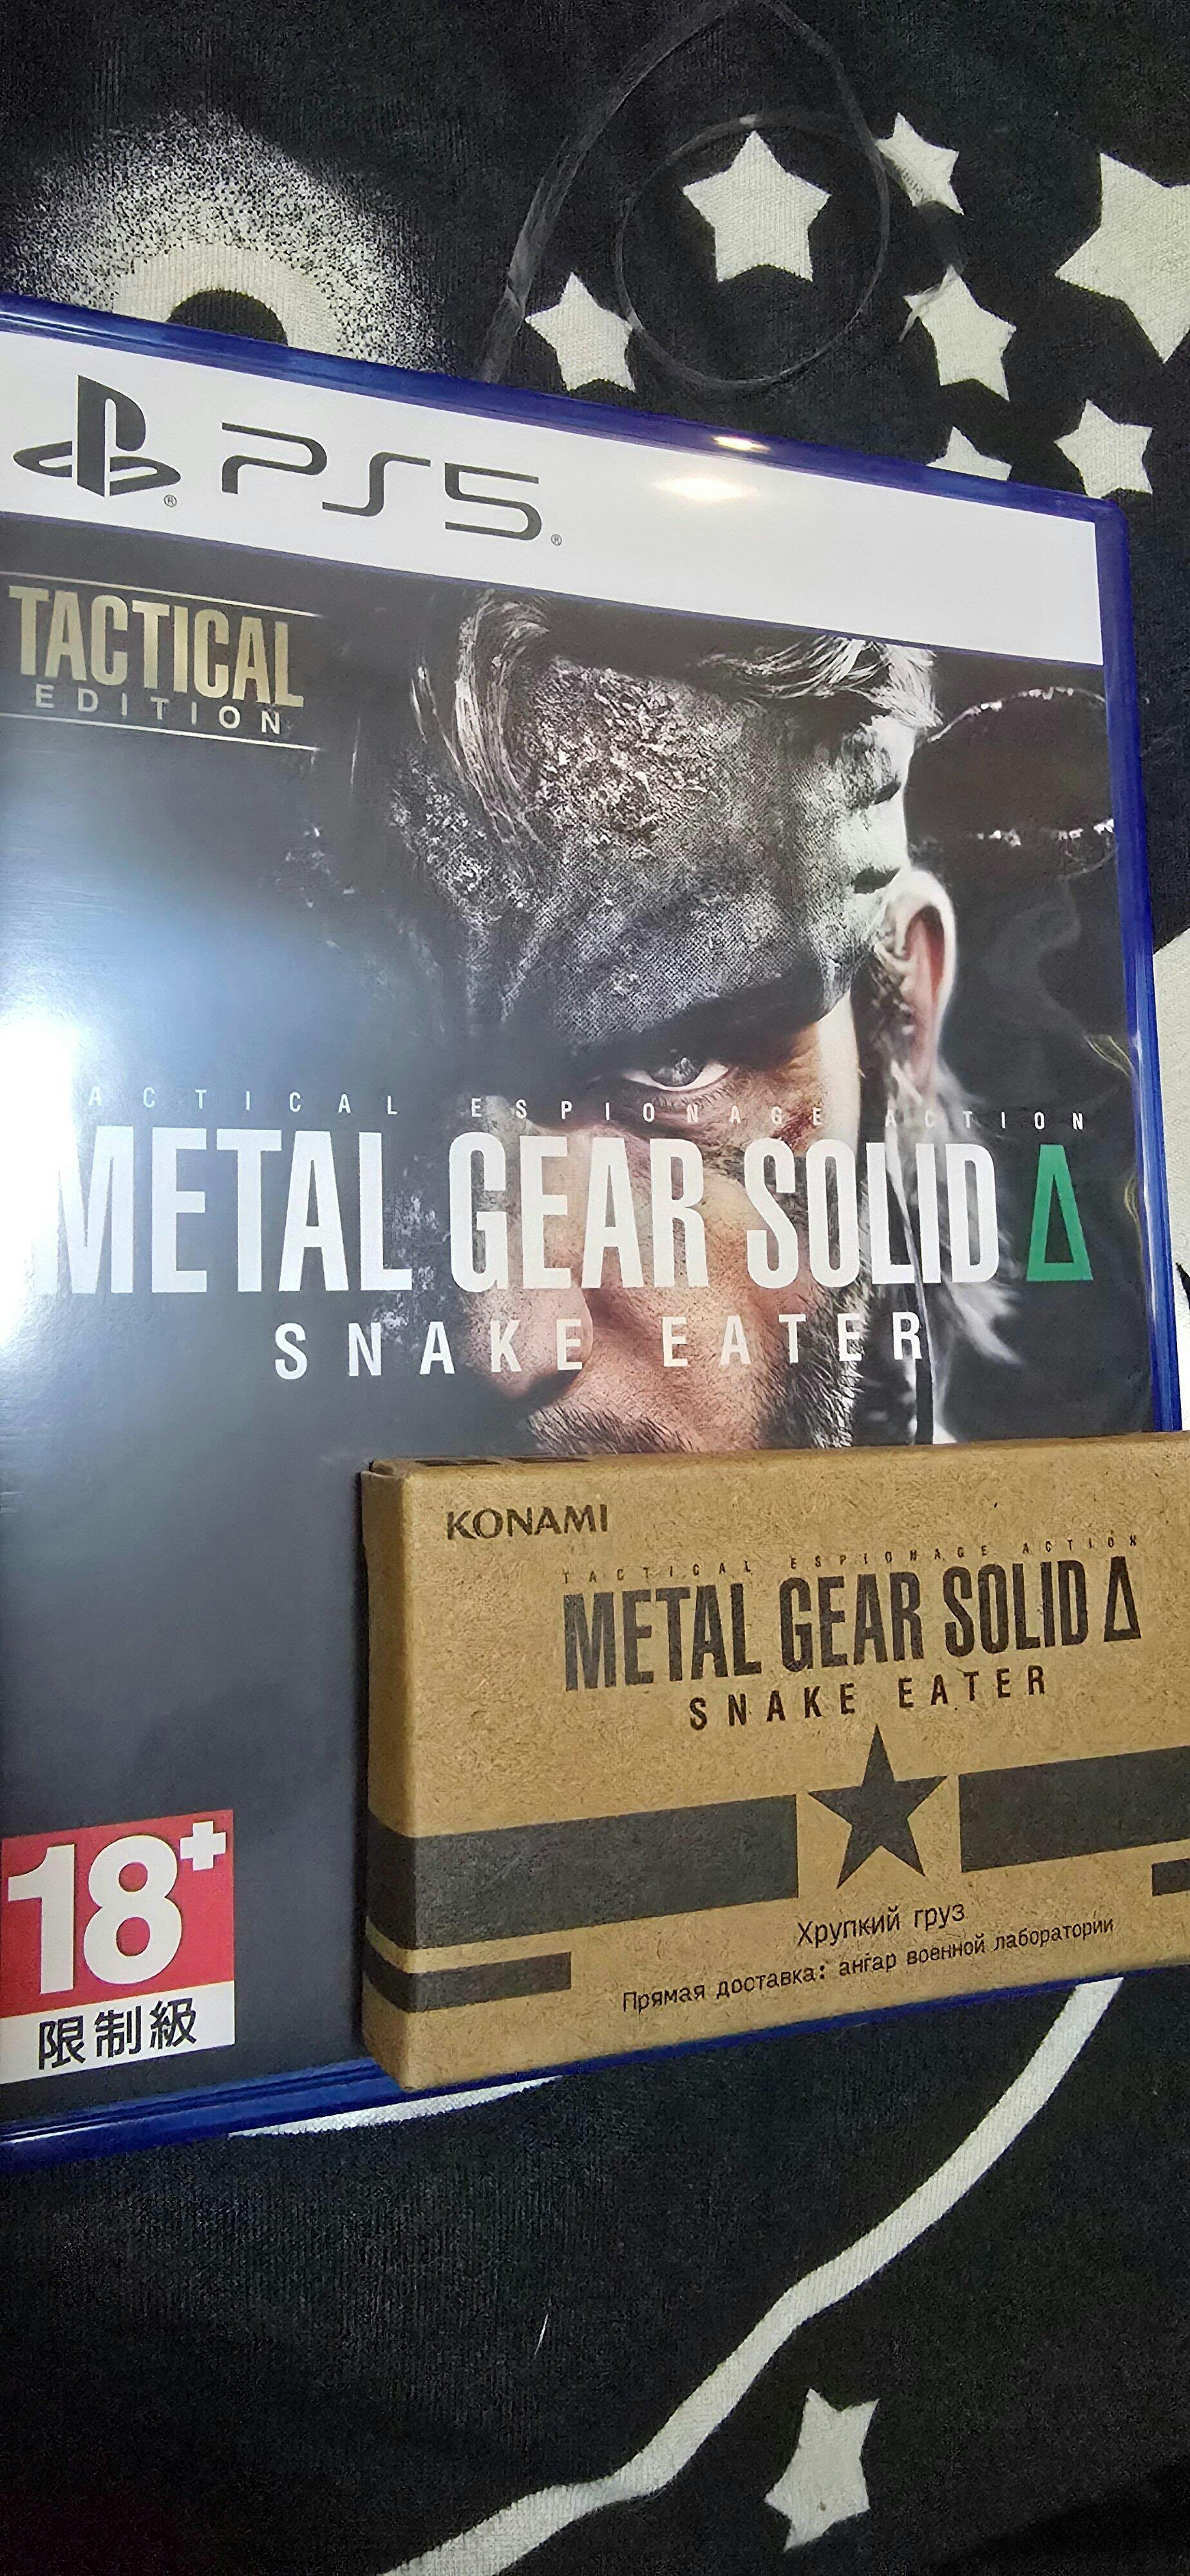 PS5
TACTICAL
EDITION
TACTICAL ESPIONAGE ACTION
METAL GEAR SOLID Δ
SNAKE EATER
KONAMI
TACTICAL ESPIONAGE ACTION
METAL GEAR SOLID Δ
SNAKE EATER
Хрупкий груз
Прямая доставка: ангар военной лаборатории
18+
限制級